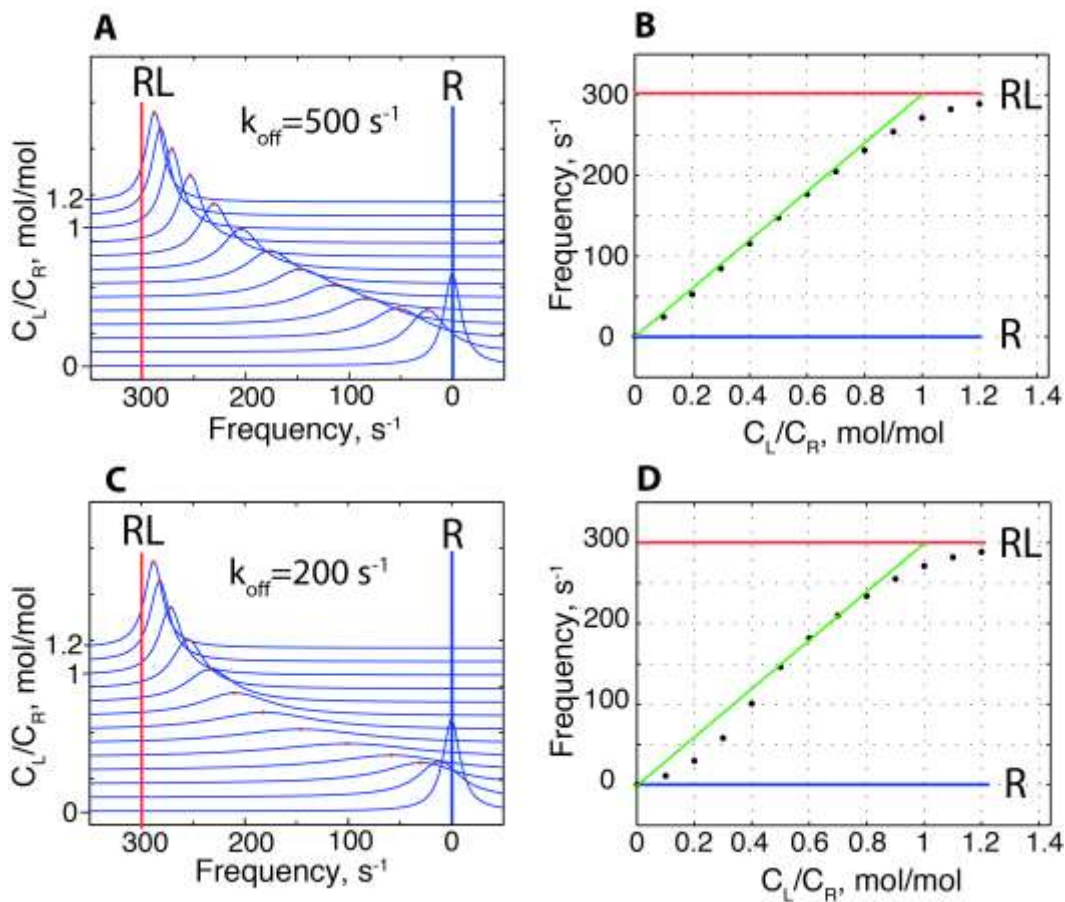 A
RL
R
k_off=500 s⁻¹
C_L/C_R, mol/mol
1.2
1
0
300 200 100 0
Frequency, s⁻¹
B
RL
R
Frequency, s⁻¹
300
200
100
0
0 0.2 0.4 0.6 0.8 1.0 1.2 1.4
C_L/C_R, mol/mol
C
RL
R
k_off=200 s⁻¹
C_L/C_R, mol/mol
1.2
1
0
300 200 100 0
Frequency, s⁻¹
D
RL
R
Frequency, s⁻¹
300
200
100
0
0 0.2 0.4 0.6 0.8 1.0 1.2 1.4
C_L/C_R, mol/mol